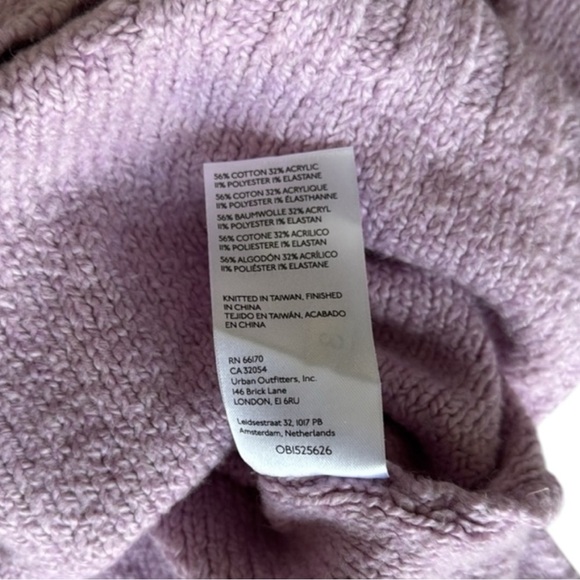 56% COTTON 32% ACRYLIC
11% POLYESTER 1% ELASTANE
56% COTON 32% ACRYLIQUE
11% POLYESTER 1% ÉLASTHANNE
56% BAUMWOLLE 32% ACRYL
11% POLYESTER 1% ELASTAN
56% COTONE 32% ACRILICO
11% POLIESTERE 1% ELASTAN
56% ALGODÓN 32% ACRÍLICO
11% POLIÉSTER 1% ELASTANE
KNITTED IN TAIWAN, FINISHED
IN CHINA
TEJIDO EN TAIWÁN, ACABADO
EN CHINA
RN 66170
CA 32054
Urban Outfitters, Inc.
146 Brick Lane
LONDON, E1 6RU
Leidsestraat 32, 1017 PB
Amsterdam, Netherlands
OB1525626